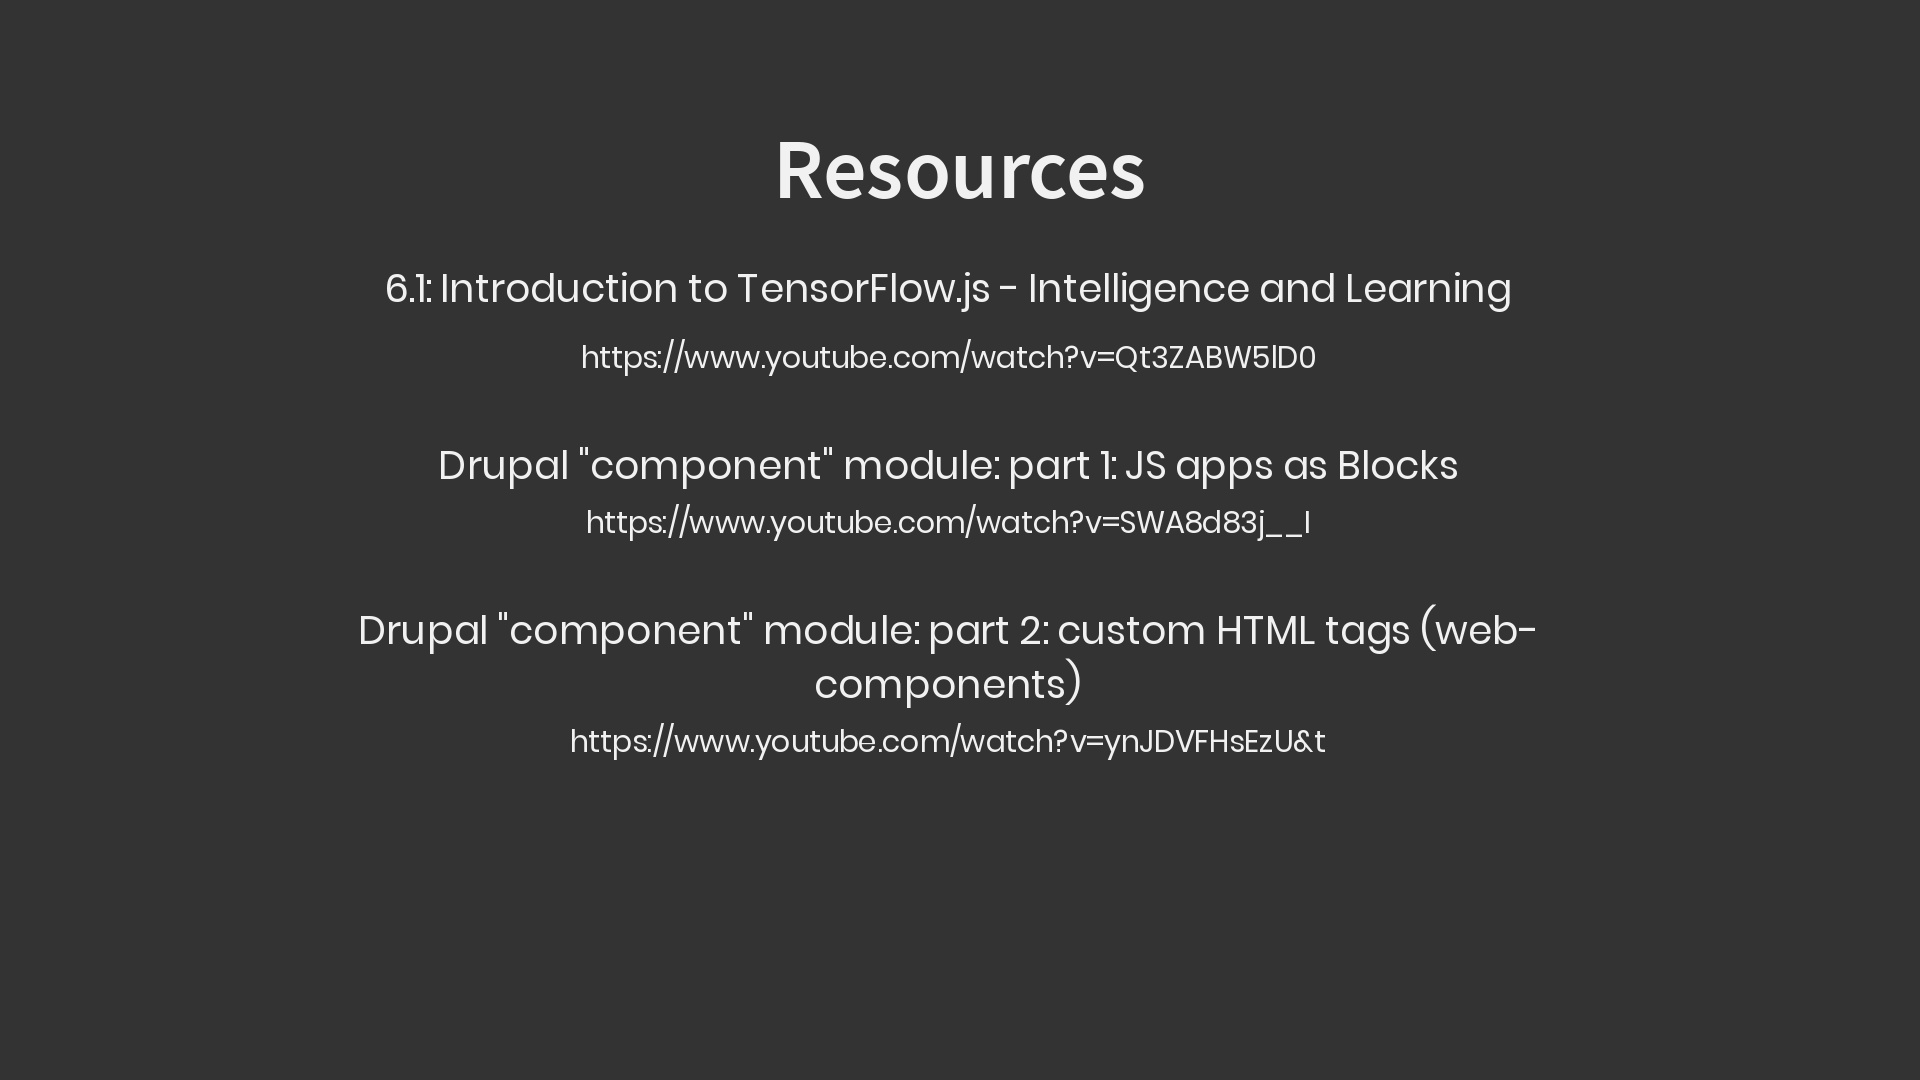 Resources
6.1: Introduction to TensorFlow.js - Intelligence and Learning
https://www.youtube.com/watch?v=Qt3ZABW5lD0
Drupal "component" module: part 1: JS apps as Blocks
https://www.youtube.com/watch?v=SWA8d83j__I
Drupal "component" module: part 2: custom HTML tags (web-
components)
https://www.youtube.com/watch?v=ynJDVFHsEzU&t